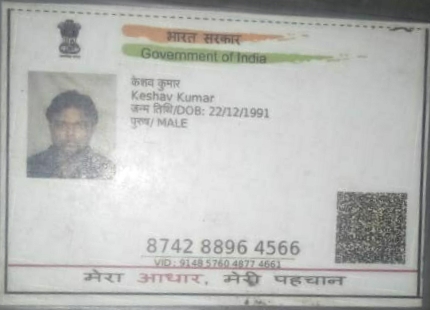 भारत सरकार
Government of India
केशव कुमार
Keshav Kumar
जन्म तिथि/DOB: 22/12/1991
पुरुष/ MALE
8742 8896 4566
VID : 9148 5760 4877 4661
मेरा आधार, मेरी पहचान